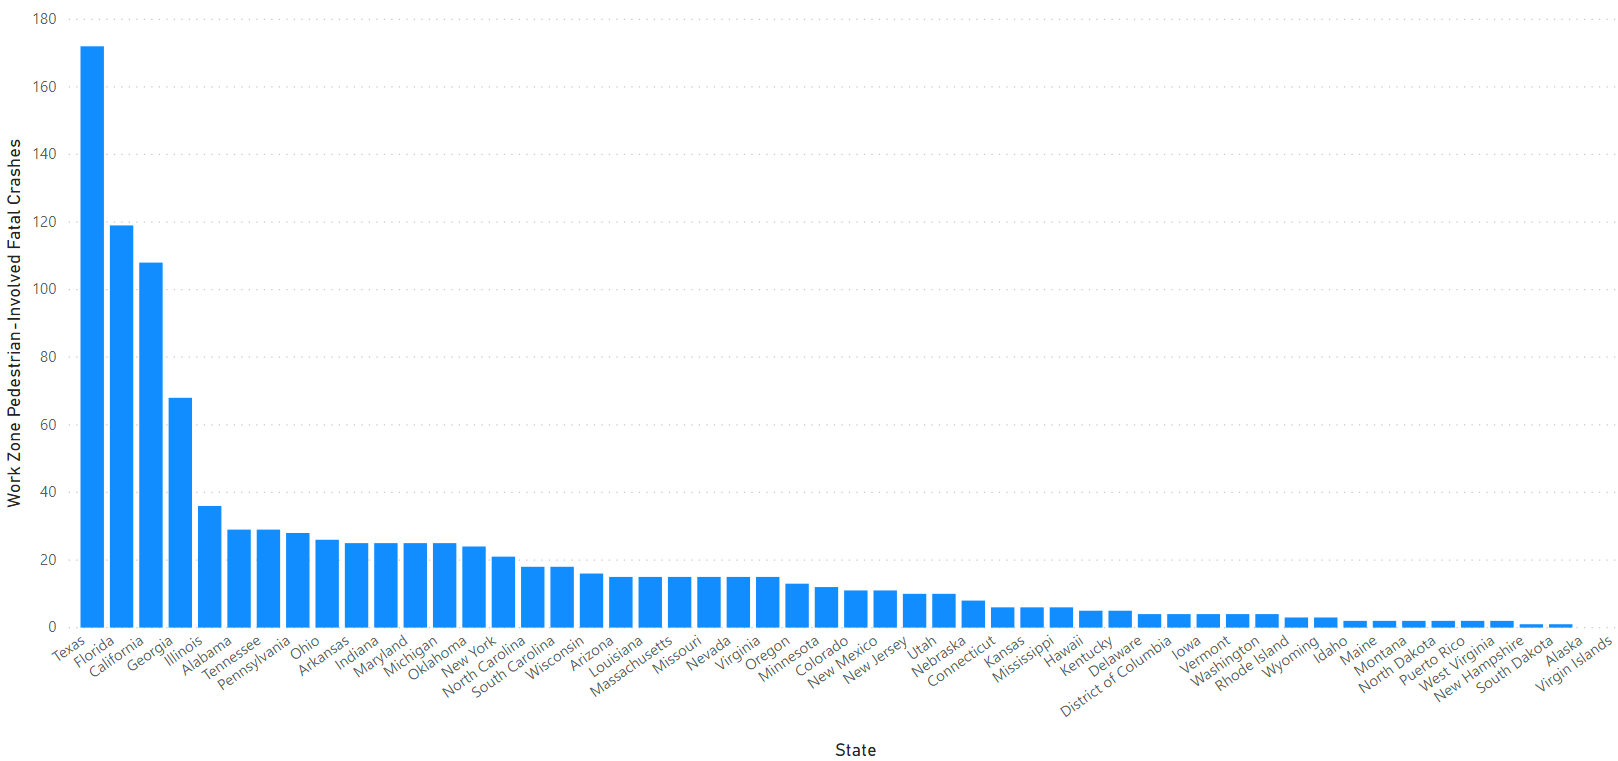 Work Zone Pedestrian-Involved Fatal Crashes
180
160
140
120
100
80
60
40
20
0
Texas
Florida
California
Georgia
Illinois
Alabama
Tennessee
Pennsylvania
Ohio
Arkansas
Indiana
Maryland
Michigan
Oklahoma
New York
North Carolina
South Carolina
Wisconsin
Arizona
Louisiana
Massachusetts
Missouri
Nevada
Virginia
Oregon
Minnesota
Colorado
New Mexico
New Jersey
Utah
Nebraska
Connecticut
Kansas
Mississippi
Hawaii
Kentucky
Delaware
District of Columbia
Iowa
Vermont
Washington
Rhode Island
Wyoming
Idaho
Maine
Montana
North Dakota
Puerto Rico
West Virginia
New Hampshire
South Dakota
Alaska
Virgin Islands
State